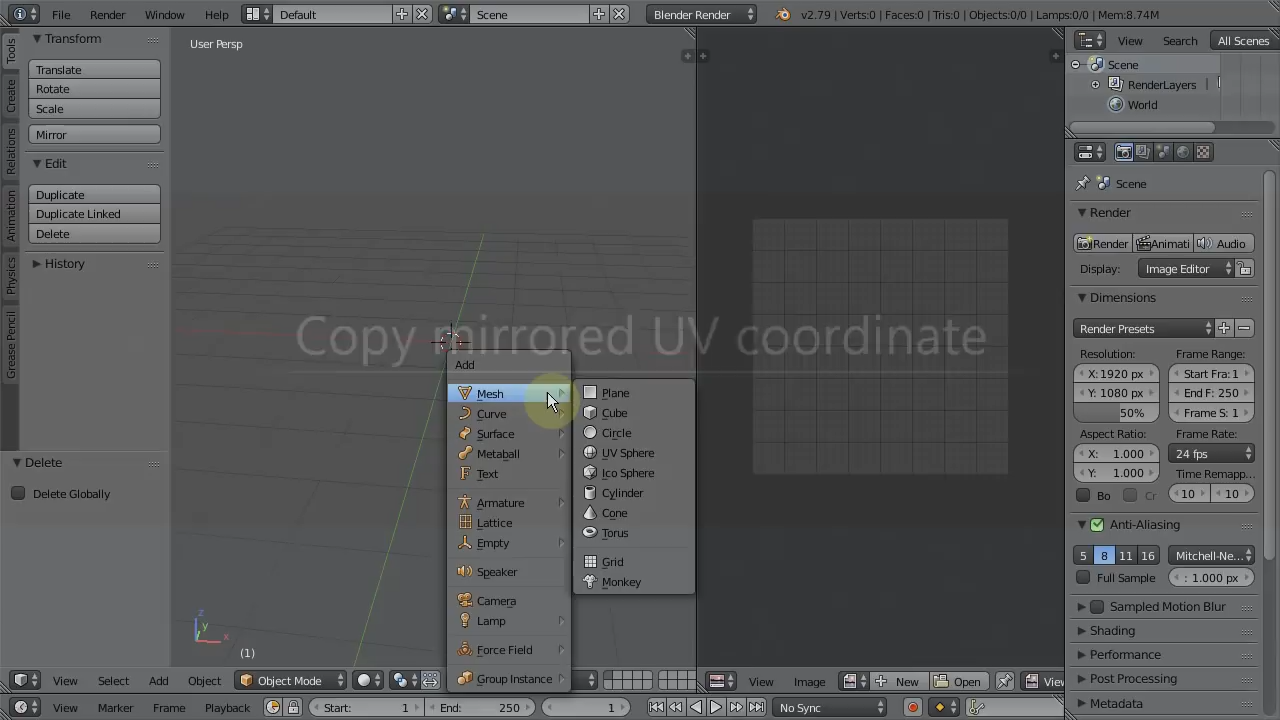 File Render Window Help Default Scene Blender Render v2.79 | Verts:0 | Faces:0 | Tris:0 | Objects:0/0 | Lamps:0/0 | Mem:8.74M
Tools
Create
Relations
Animation
Physics
Grease Pencil
Transform
Translate
Rotate
Scale
Mirror
Edit
Duplicate
Duplicate Linked
Delete
History
Delete
Delete Globally
User Persp
Copy mirrored UV coordinate
Add
Mesh
Curve
Surface
Metaball
Text
Armature
Lattice
Empty
Speaker
Camera
Lamp
Force Field
Group Instance
Plane
Cube
Circle
UV Sphere
Ico Sphere
Cylinder
Cone
Torus
Grid
Monkey
z
y
x
(1)
View Select Add Object Object Mode
View Image New Open
View Marker Frame Playback Start: 1 End: 250 1 No Sync
View Search All Scenes
Scene
RenderLayers
World
Scene
Render
Render Animati Audio
Display: Image Editor
Dimensions
Render Presets
Resolution: Frame Range:
X: 1920 px Start Fra: 1
Y: 1080 px End F: 250
50% Frame S: 1
Aspect Ratio: Frame Rate:
X: 1.000 24 fps
Y: 1.000 Time Remapp...
Bo Cr 10 10
Anti-Aliasing
5 8 11 16 Mitchell-Ne...
Full Sample : 1.000 px
Sampled Motion Blur
Shading
Performance
Post Processing
Metadata